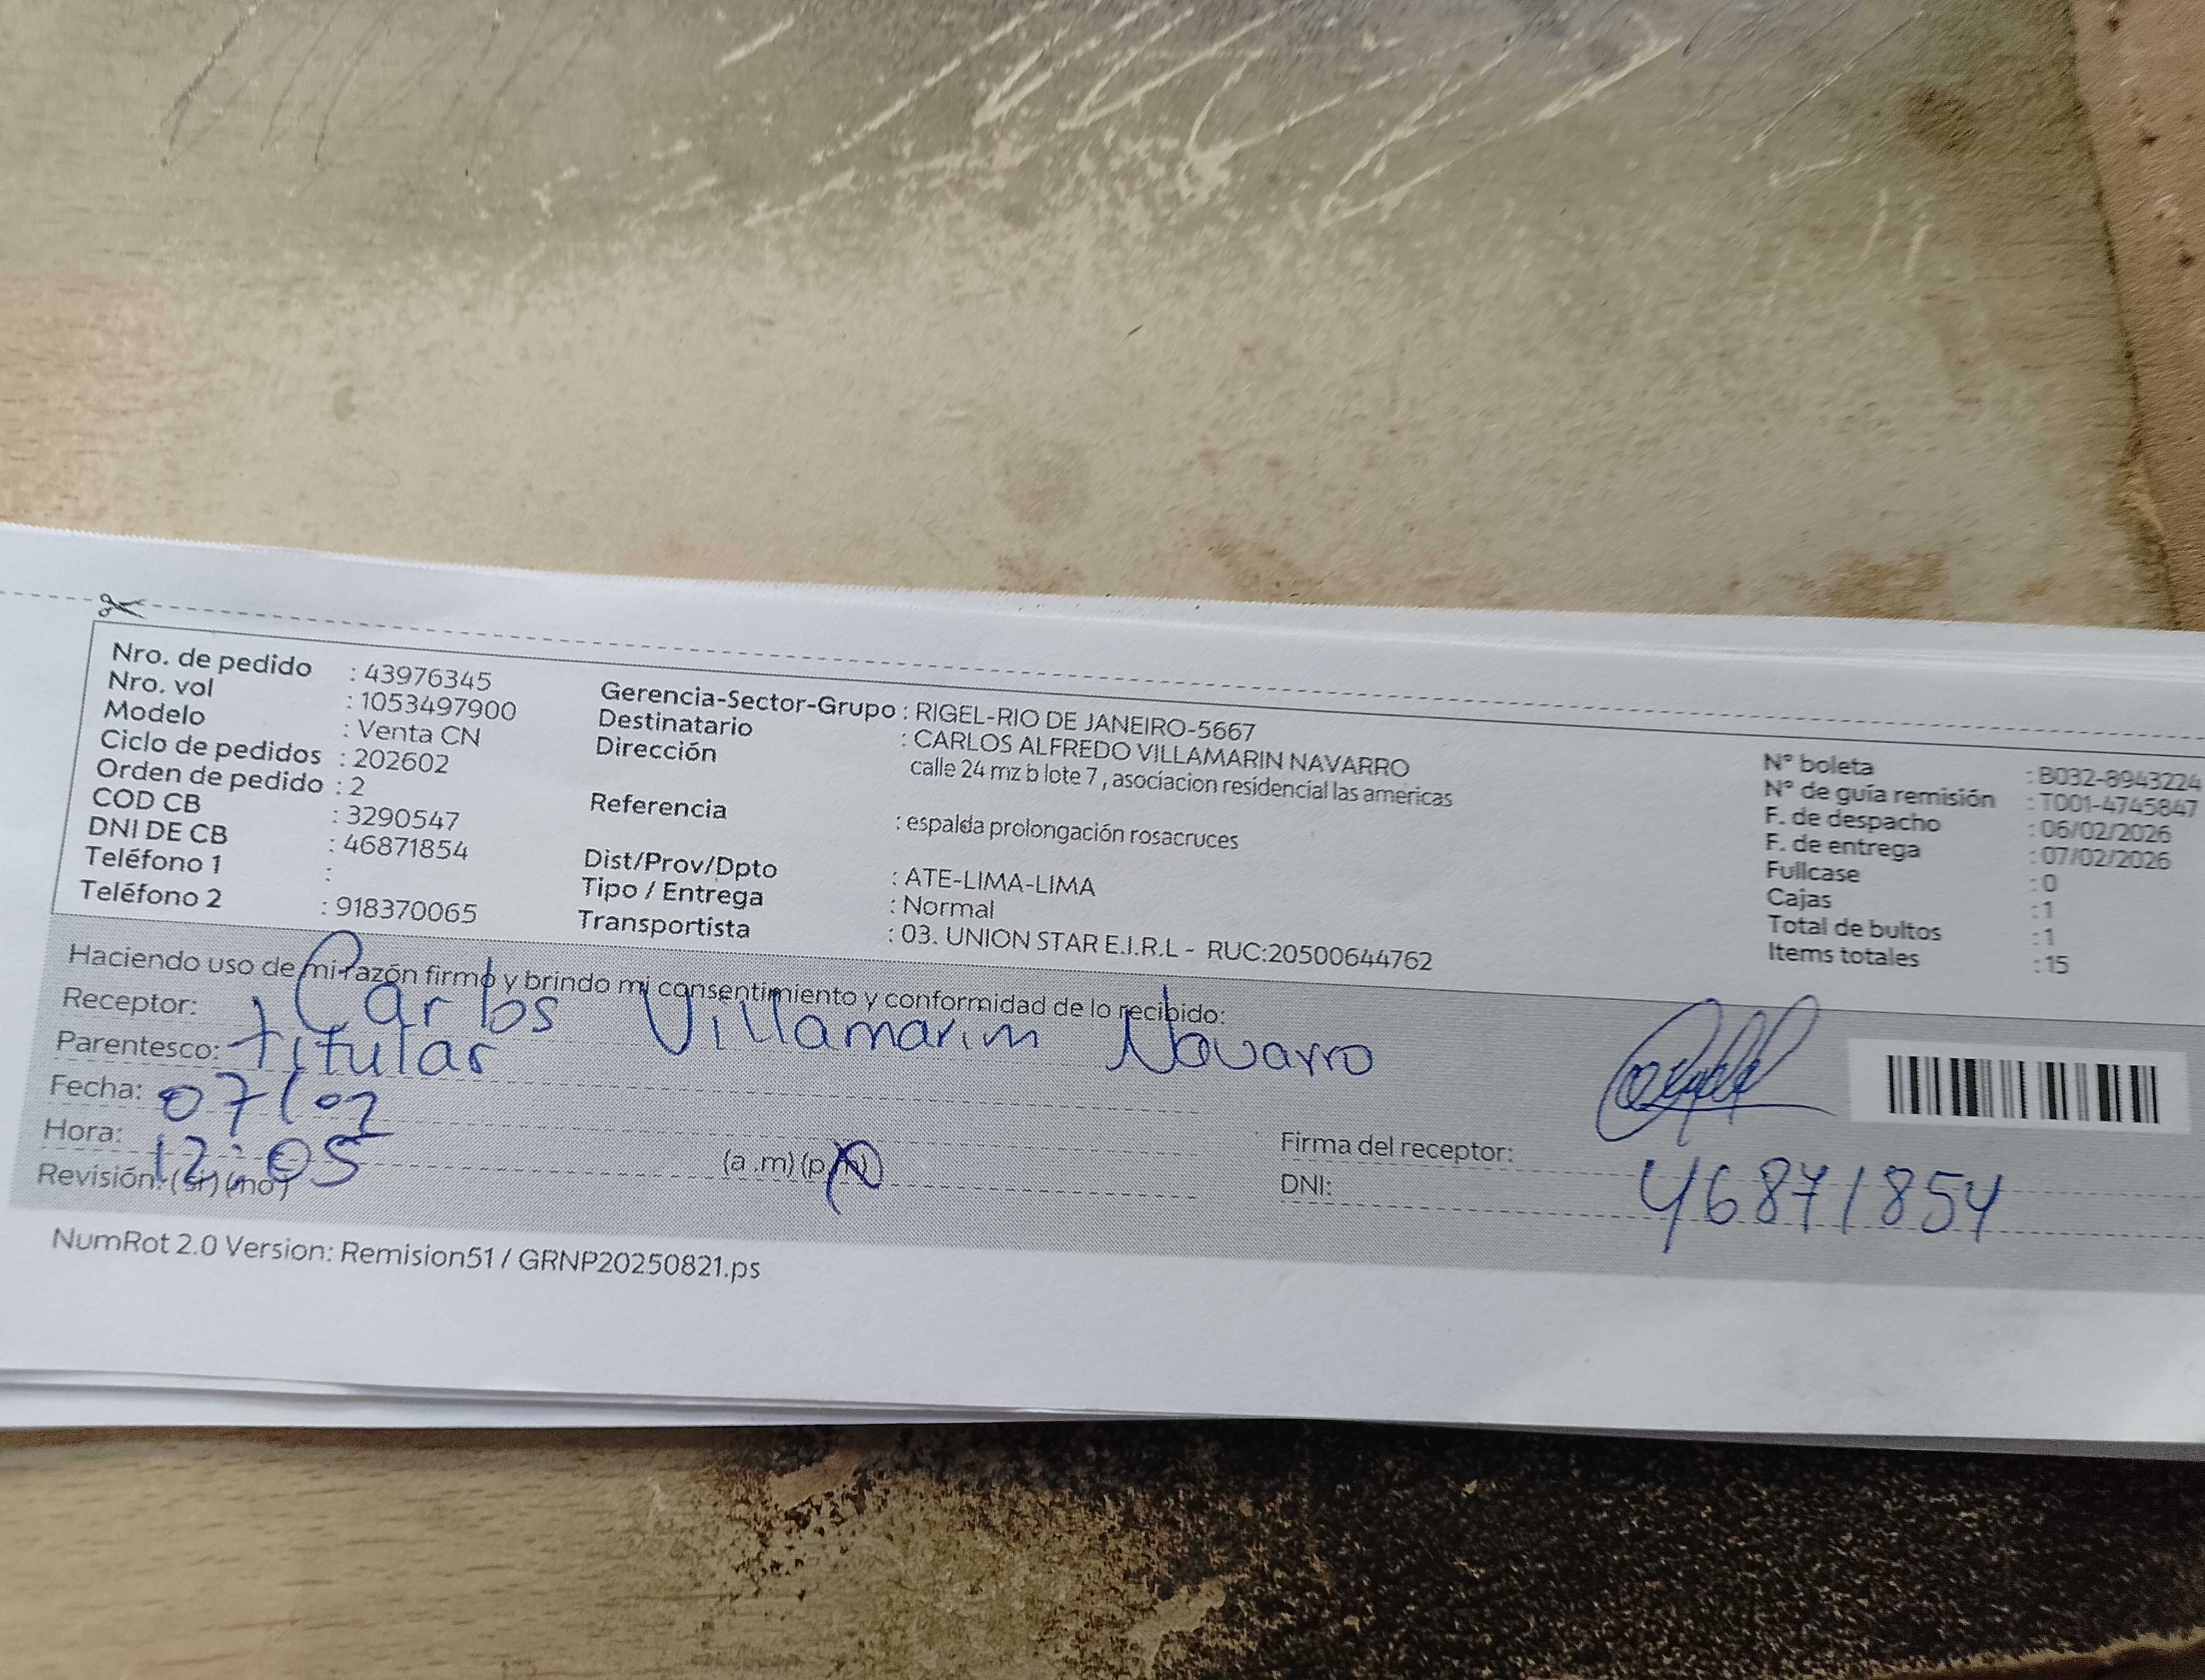 Nro. de pedido : 43976345
Nro. vol : 1053497900
Modelo : Venta CN
Ciclo de pedidos : 202602
Orden de pedido : 2
COD CB : 3290547
DNI DE CB : 46871854
Teléfono 1 :
Teléfono 2 : 918370065
Gerencia-Sector-Grupo : RIGEL-RIO DE JANEIRO-5667
Destinatario : CARLOS ALFREDO VILLAMARIN NAVARRO
Dirección calle 24 mz b lote 7 , asociacion residencial las americas
Referencia : espalda prolongación rosacruces
Dist/Prov/Dpto : ATE-LIMA-LIMA
Tipo / Entrega : Normal
Transportista : 03. UNION STAR E.I.R.L - RUC:20500644762
N° boleta : B032-8943224
N° de guía remisión : T001-4745847
F. de despacho : 06/02/2026
F. de entrega : 07/02/2026
Fullcase : 0
Cajas : 1
Total de bultos : 1
Items totales : 15
Haciendo uso de mi razón firmo y brindo mi consentimiento y conformidad de lo recibido:
Receptor: Carlos Villamarin Navarro
Parentesco: titular
Fecha: 07/02
Hora: 12:05 (a .m) (p.m)
Revisión: (si) (no)
Firma del receptor:
DNI: 46871854
NumRot 2.0 Version: Remision51 / GRNP20250821.ps